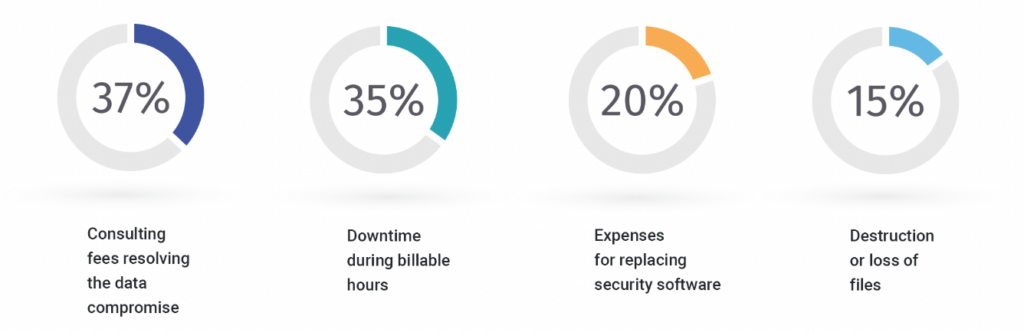 37%
Consulting
fees resolving
the data
compromise
35%
Downtime
during billable
hours
20%
Expenses
for replacing
security software
15%
Destruction
or loss of
files